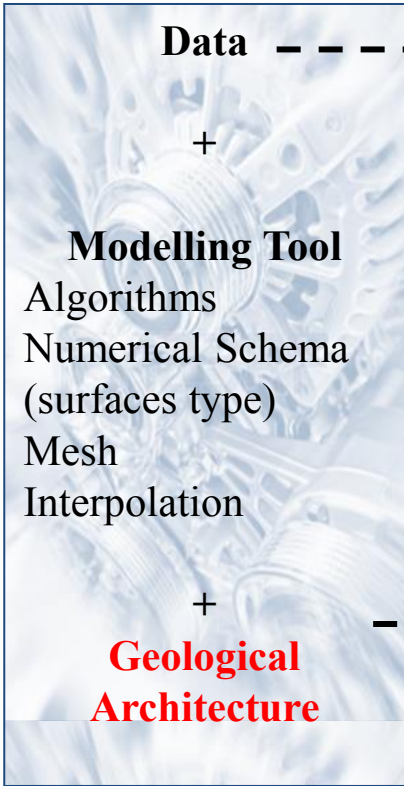 Data
+
Modelling Tool
Algorithms
Numerical Schema
(surfaces type)
Mesh
Interpolation
+
Geological
Architecture